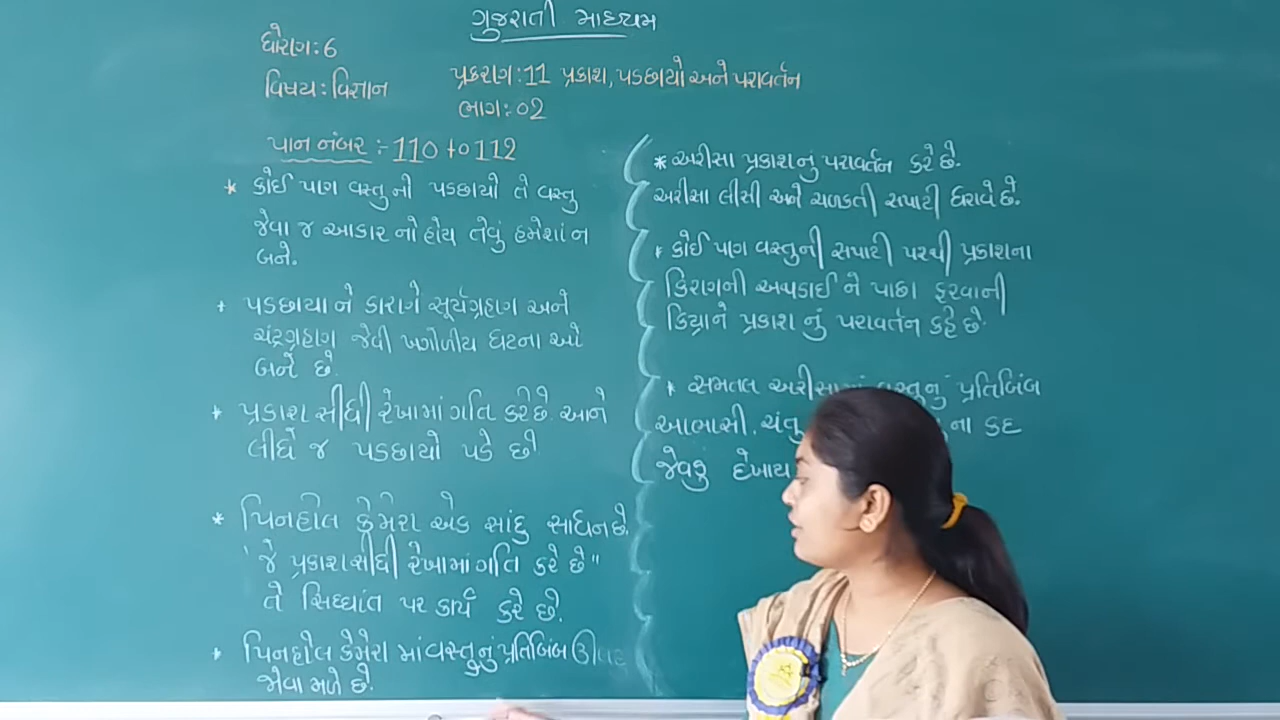 ગુજરાતી માધ્યમ
ધોરણ: 6
વિષય: વિજ્ઞાન
પ્રકરણ: 11 પ્રકાશ, પડછાયો અને પરાવર્તન
ભાગ: 02
પાન નંબર :- 110 to 112
* કોઈ પણ વસ્તુનો પડછાયો તે વસ્તુ
જેવા જ આકાર નો હોય તેવું હમેશાં ન
બને.
* પડછાયા ને કારણે સૂર્યગ્રહણ અને
ચંદ્રગ્રહણ જેવી ખગોળીય ઘટના ઓ
બને છે.
* પ્રકાશ સીધી રેખામાં ગતિ કરે છે. આને
લીધે જ પડછાયો પડે છે
* પિનહોલ કેમેરા એક સાદું સાધન છે.
"જે પ્રકાશ સીધી રેખામાં ગતિ કરે છે"
તે સિધ્ધાંત પર કાર્ય કરે છે.
* પિનહોલ કેમેરા માં વસ્તુનું પ્રતિબિંબ
જોવા મળે છે.
* અરીસા પ્રકાશનું પરાવર્તન કરે છે.
અરીસા લીસી અને ચળકતી સપાટી ધરાવે છે.
* કોઈ પણ વસ્તુની સપાટી પરથી પ્રકાશના
કિરણની અથડાઈ ને પાછા ફરવાની
ક્રિયાને પ્રકાશ નું પરાવર્તન કહે છે.
* સમતલ વસ્તુનું પ્રતિબિંબ
આભાસી, ના કદ
જેવડું દેખાય